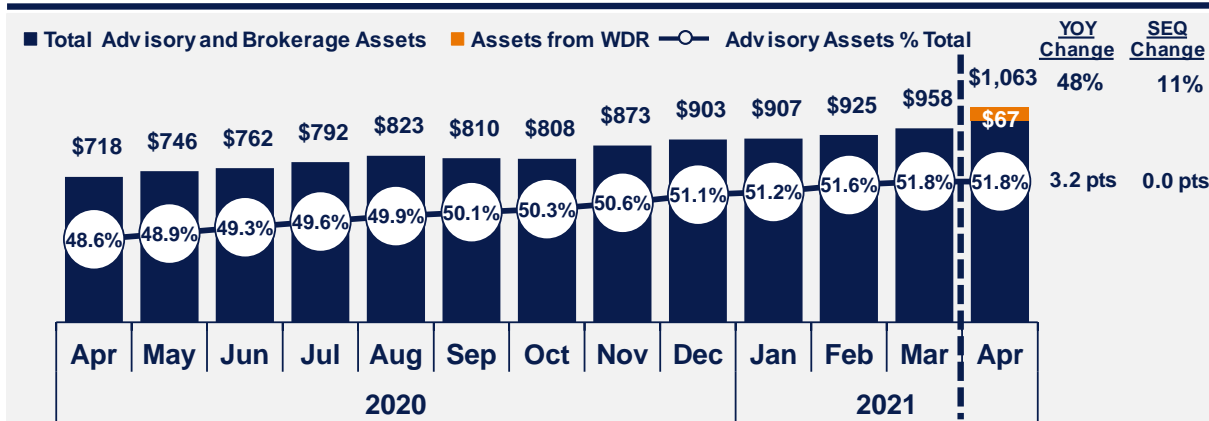 Total Advisory and Brokerage Assets Assets from WDR Advisory Assets % Total YOY Change SEQ Change
$718 $746 $762 $792 $823 $810 $808 $873 $903 $907 $925 $958 $1,063 48% 11%
$67
48.6% 48.9% 49.3% 49.6% 49.9% 50.1% 50.3% 50.6% 51.1% 51.2% 51.6% 51.8% 51.8% 3.2 pts 0.0 pts
Apr May Jun Jul Aug Sep Oct Nov Dec Jan Feb Mar Apr
2020 2021